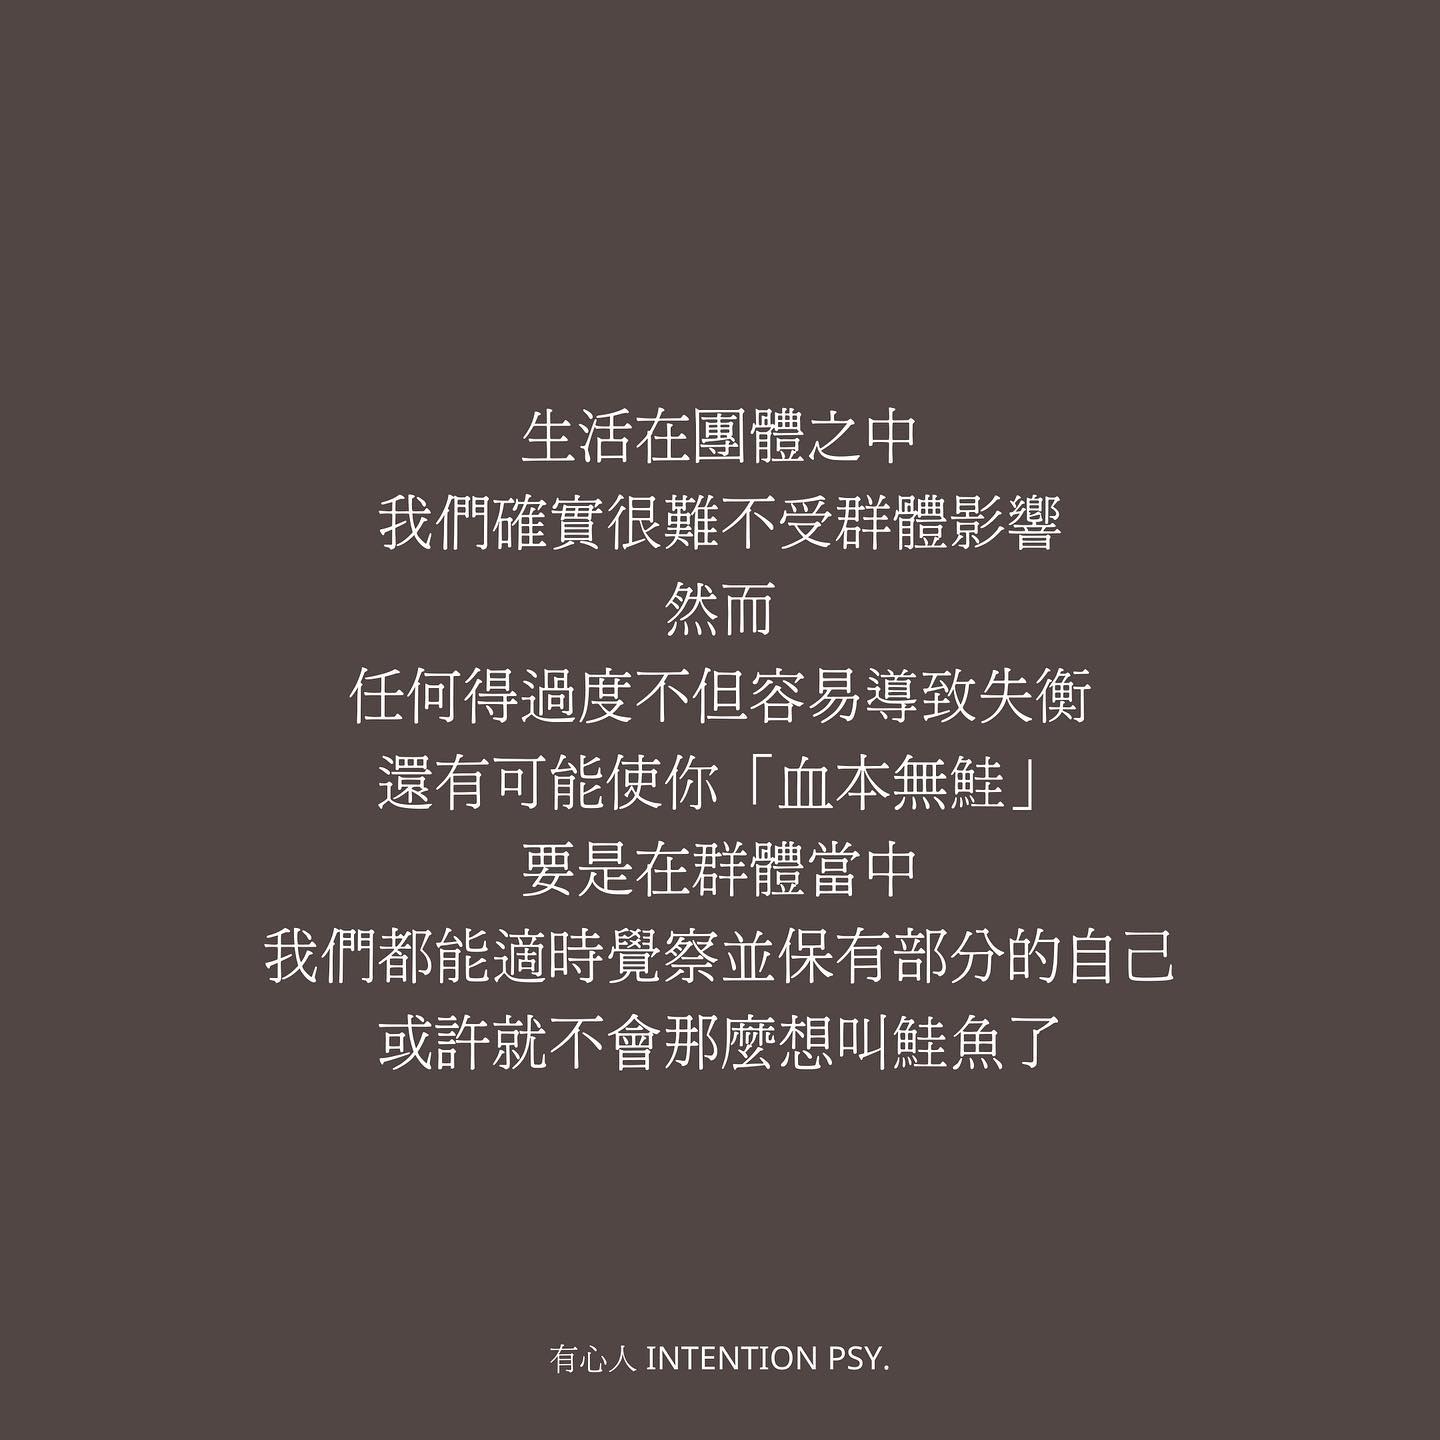 生活在團體之中
我們確實很難不受群體影響
然而
任何得過度不但容易導致失衡
還有可能使你「血本無鮭」
要是在群體當中
我們都能適時覺察並保有部分的自己
或許就不會那麼想叫鮭魚了
有心人 INTENTION PSY.